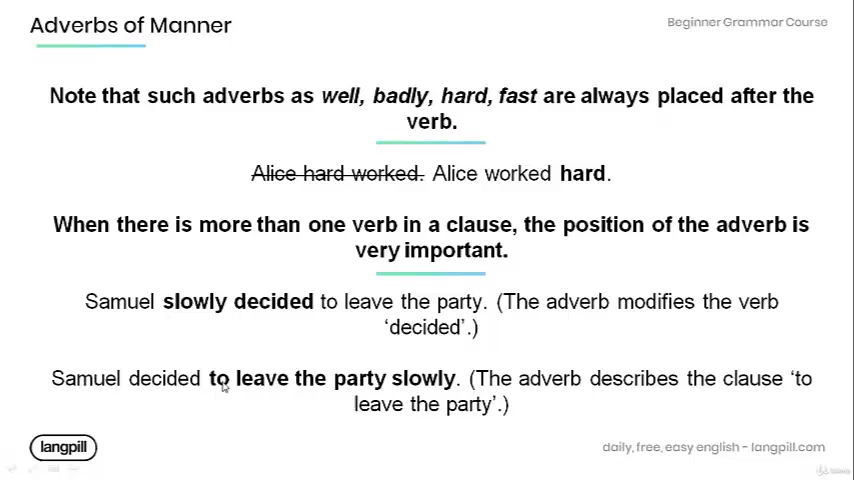 Adverbs of Manner
Beginner Grammar Course
Note that such adverbs as well, badly, hard, fast are always placed after the
verb.
Alice hard worked. Alice worked hard.
When there is more than one verb in a clause, the position of the adverb is
very important.
Samuel slowly decided to leave the party. (The adverb modifies the verb
‘decided’.)
Samuel decided to leave the party slowly. (The adverb describes the clause ‘to
leave the party’.)
langpill
daily, free, easy english - langpill.com